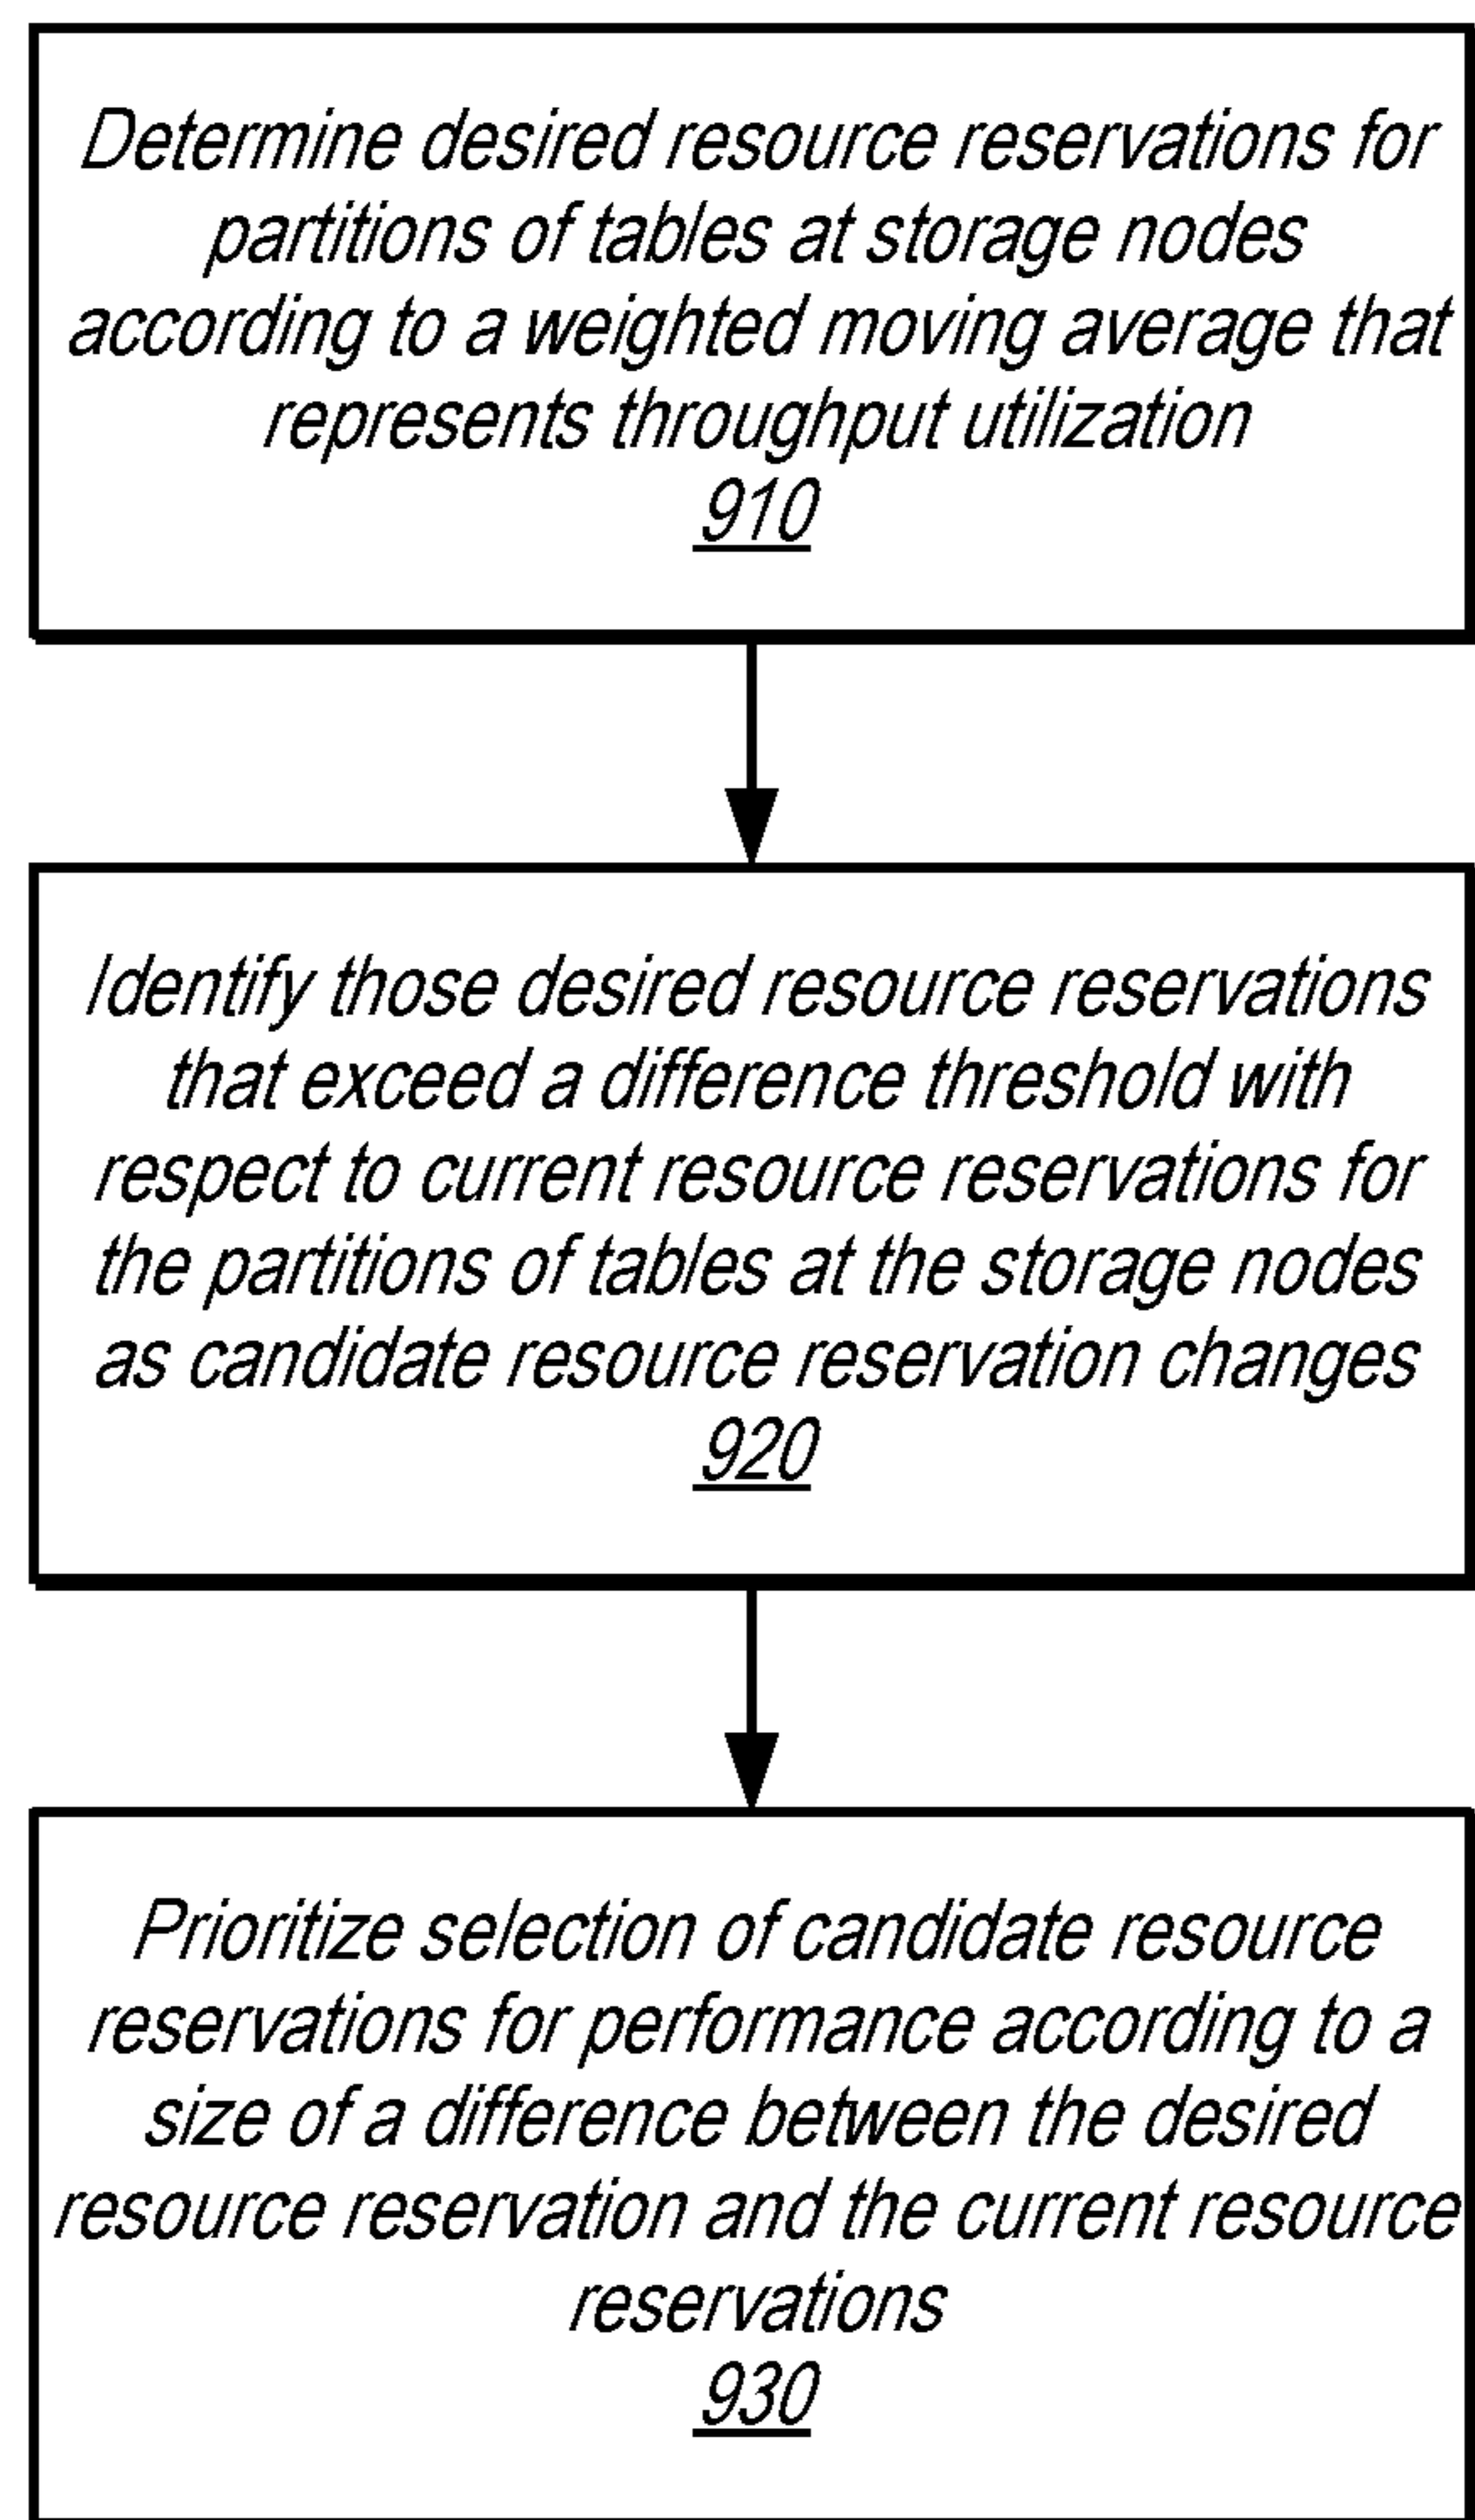 Determine desired resource reservations for
partitions of tables at storage nodes
according to a weighted moving average that
represents throughput utilization
910
Identify those desired resource reservations
that exceed a difference threshold with
respect to current resource reservations for
the partitions of tables at the storage nodes
as candidate resource reservation changes
920
Prioritize selection of candidate resource
reservations for performance according to a
size of a difference between the desired
resource reservation and the current resource
reservations
930